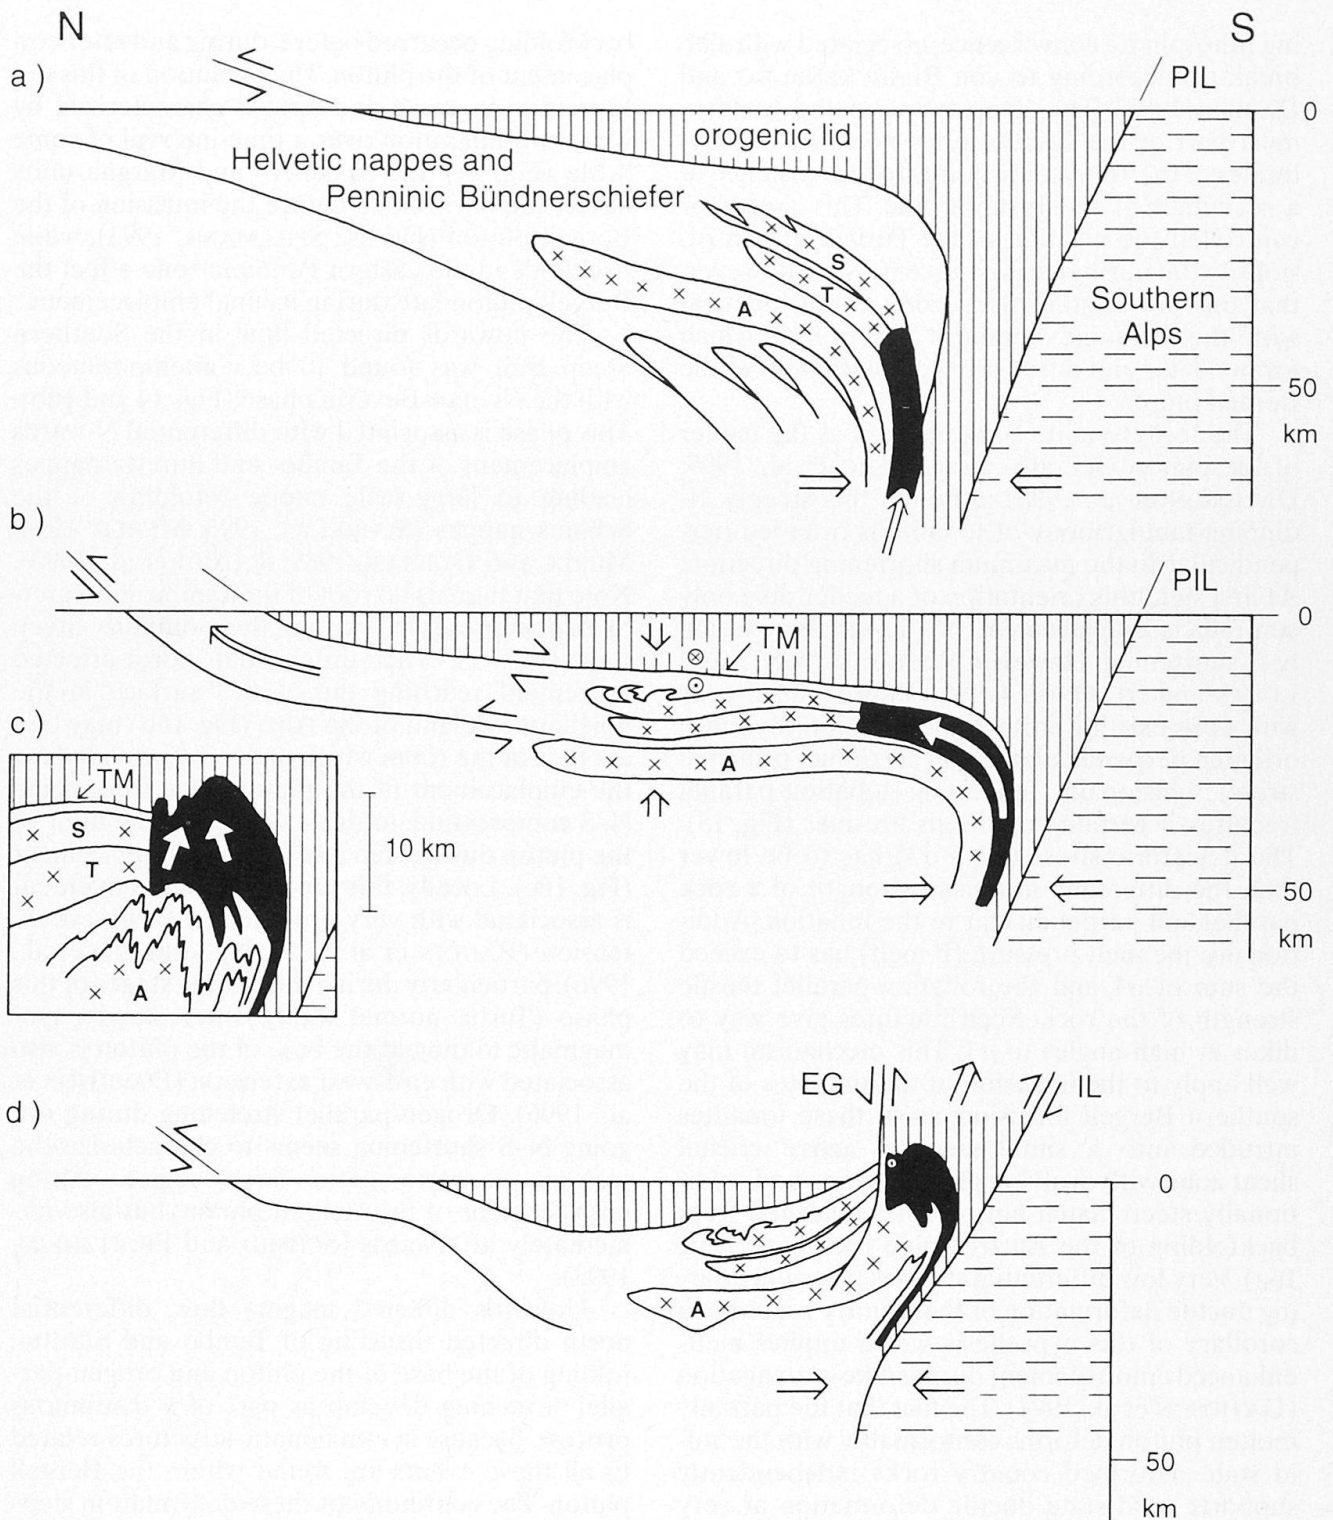 N
S
a)
PIL
0
orogenic lid
Helvetic nappes and
Penninic Bündnerschiefer
S
T
A
Southern
Alps
50
km
b)
PIL
0
TM
A
50
km
c)
TM
S
T
A
10 km
d)
EG
IL
0
A
50
km